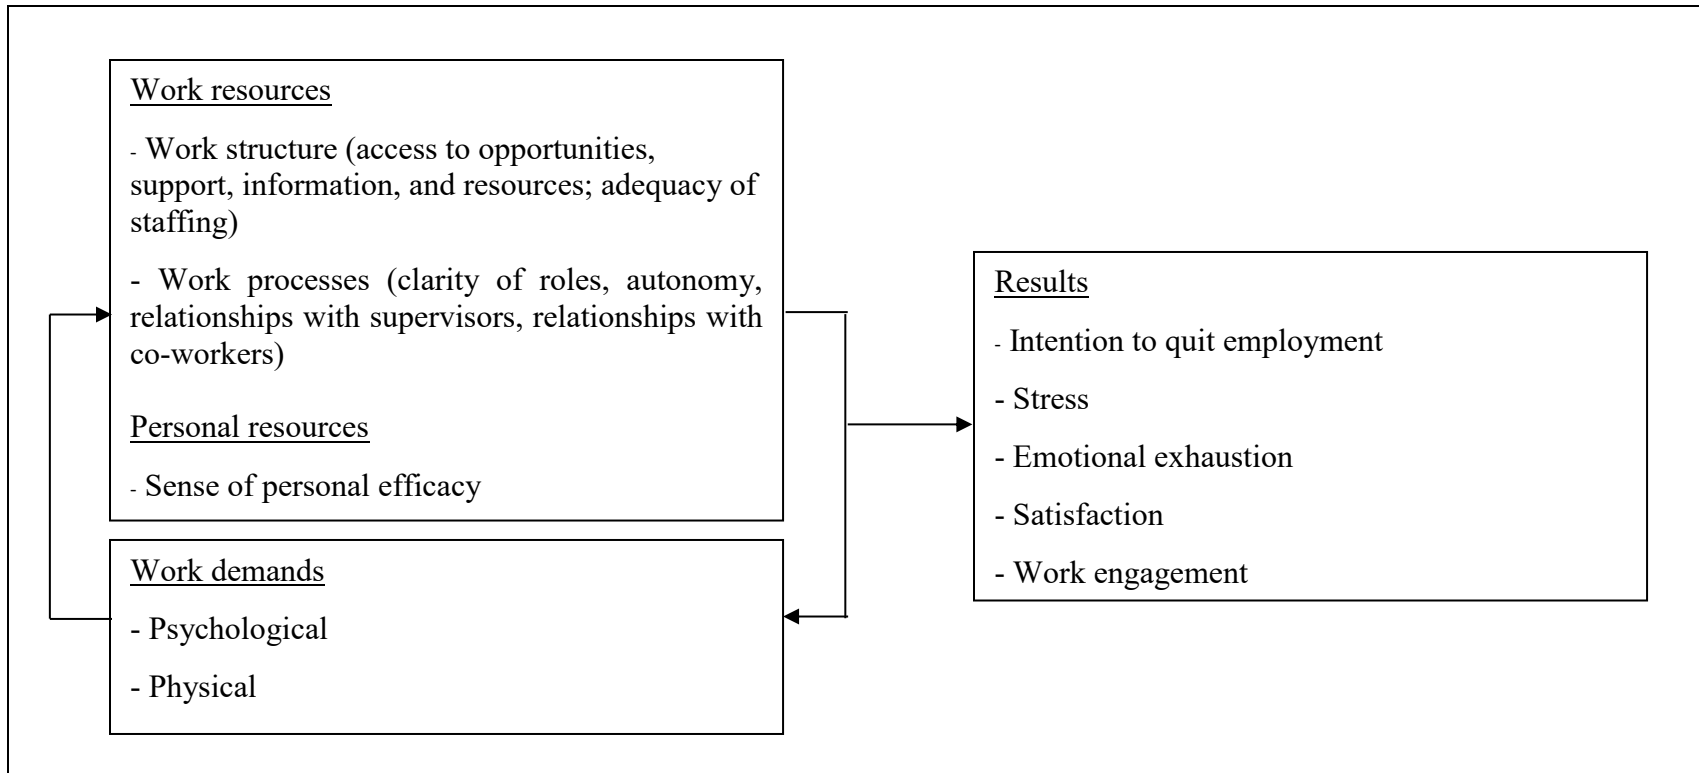 Work resources
- Work structure (access to opportunities,
support, information, and resources; adequacy of
staffing)
- Work processes (clarity of roles, autonomy,
relationships with supervisors, relationships with
co-workers)
Personal resources
- Sense of personal efficacy
Work demands
- Psychological
- Physical
Results
- Intention to quit employment
- Stress
- Emotional exhaustion
- Satisfaction
- Work engagement